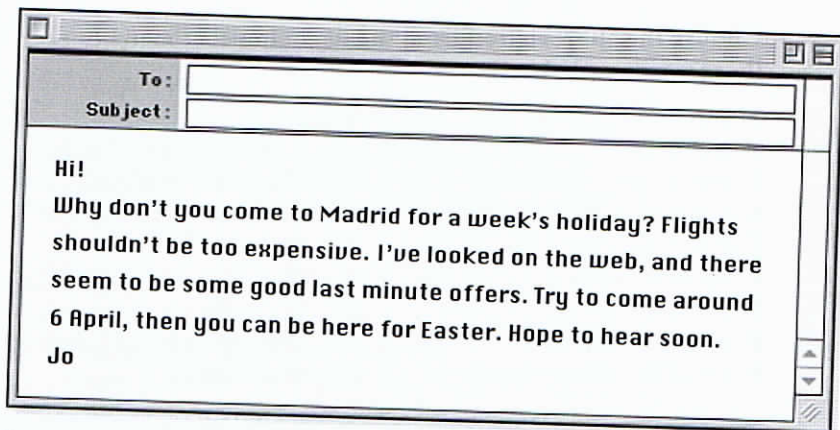 To:
Subject:
Hi!
Why don't you come to Madrid for a week's holiday? Flights
shouldn't be too expensive. I've looked on the web, and there
seem to be some good last minute offers. Try to come around
6 April, then you can be here for Easter. Hope to hear soon.
Jo